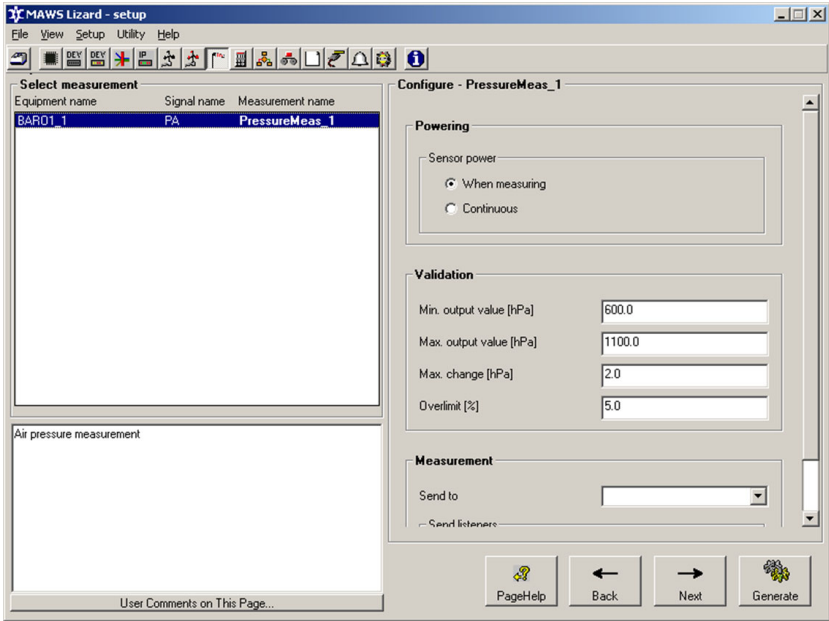 MAWS Lizard - setup
File View Setup Utility Help
DEV DEV IP
Select measurement
Equipment name Signal name Measurement name
BARO1_1 PA PressureMeas_1
Air pressure measurement
User Comments on This Page...
Configure - PressureMeas_1
Powering
Sensor power
When measuring
Continuous
Validation
Min. output value [hPa] 600.0
Max. output value [hPa] 1100.0
Max. change [hPa] 2.0
Overlimit [%] 5.0
Measurement
Send to
Send listeners
PageHelp Back Next Generate